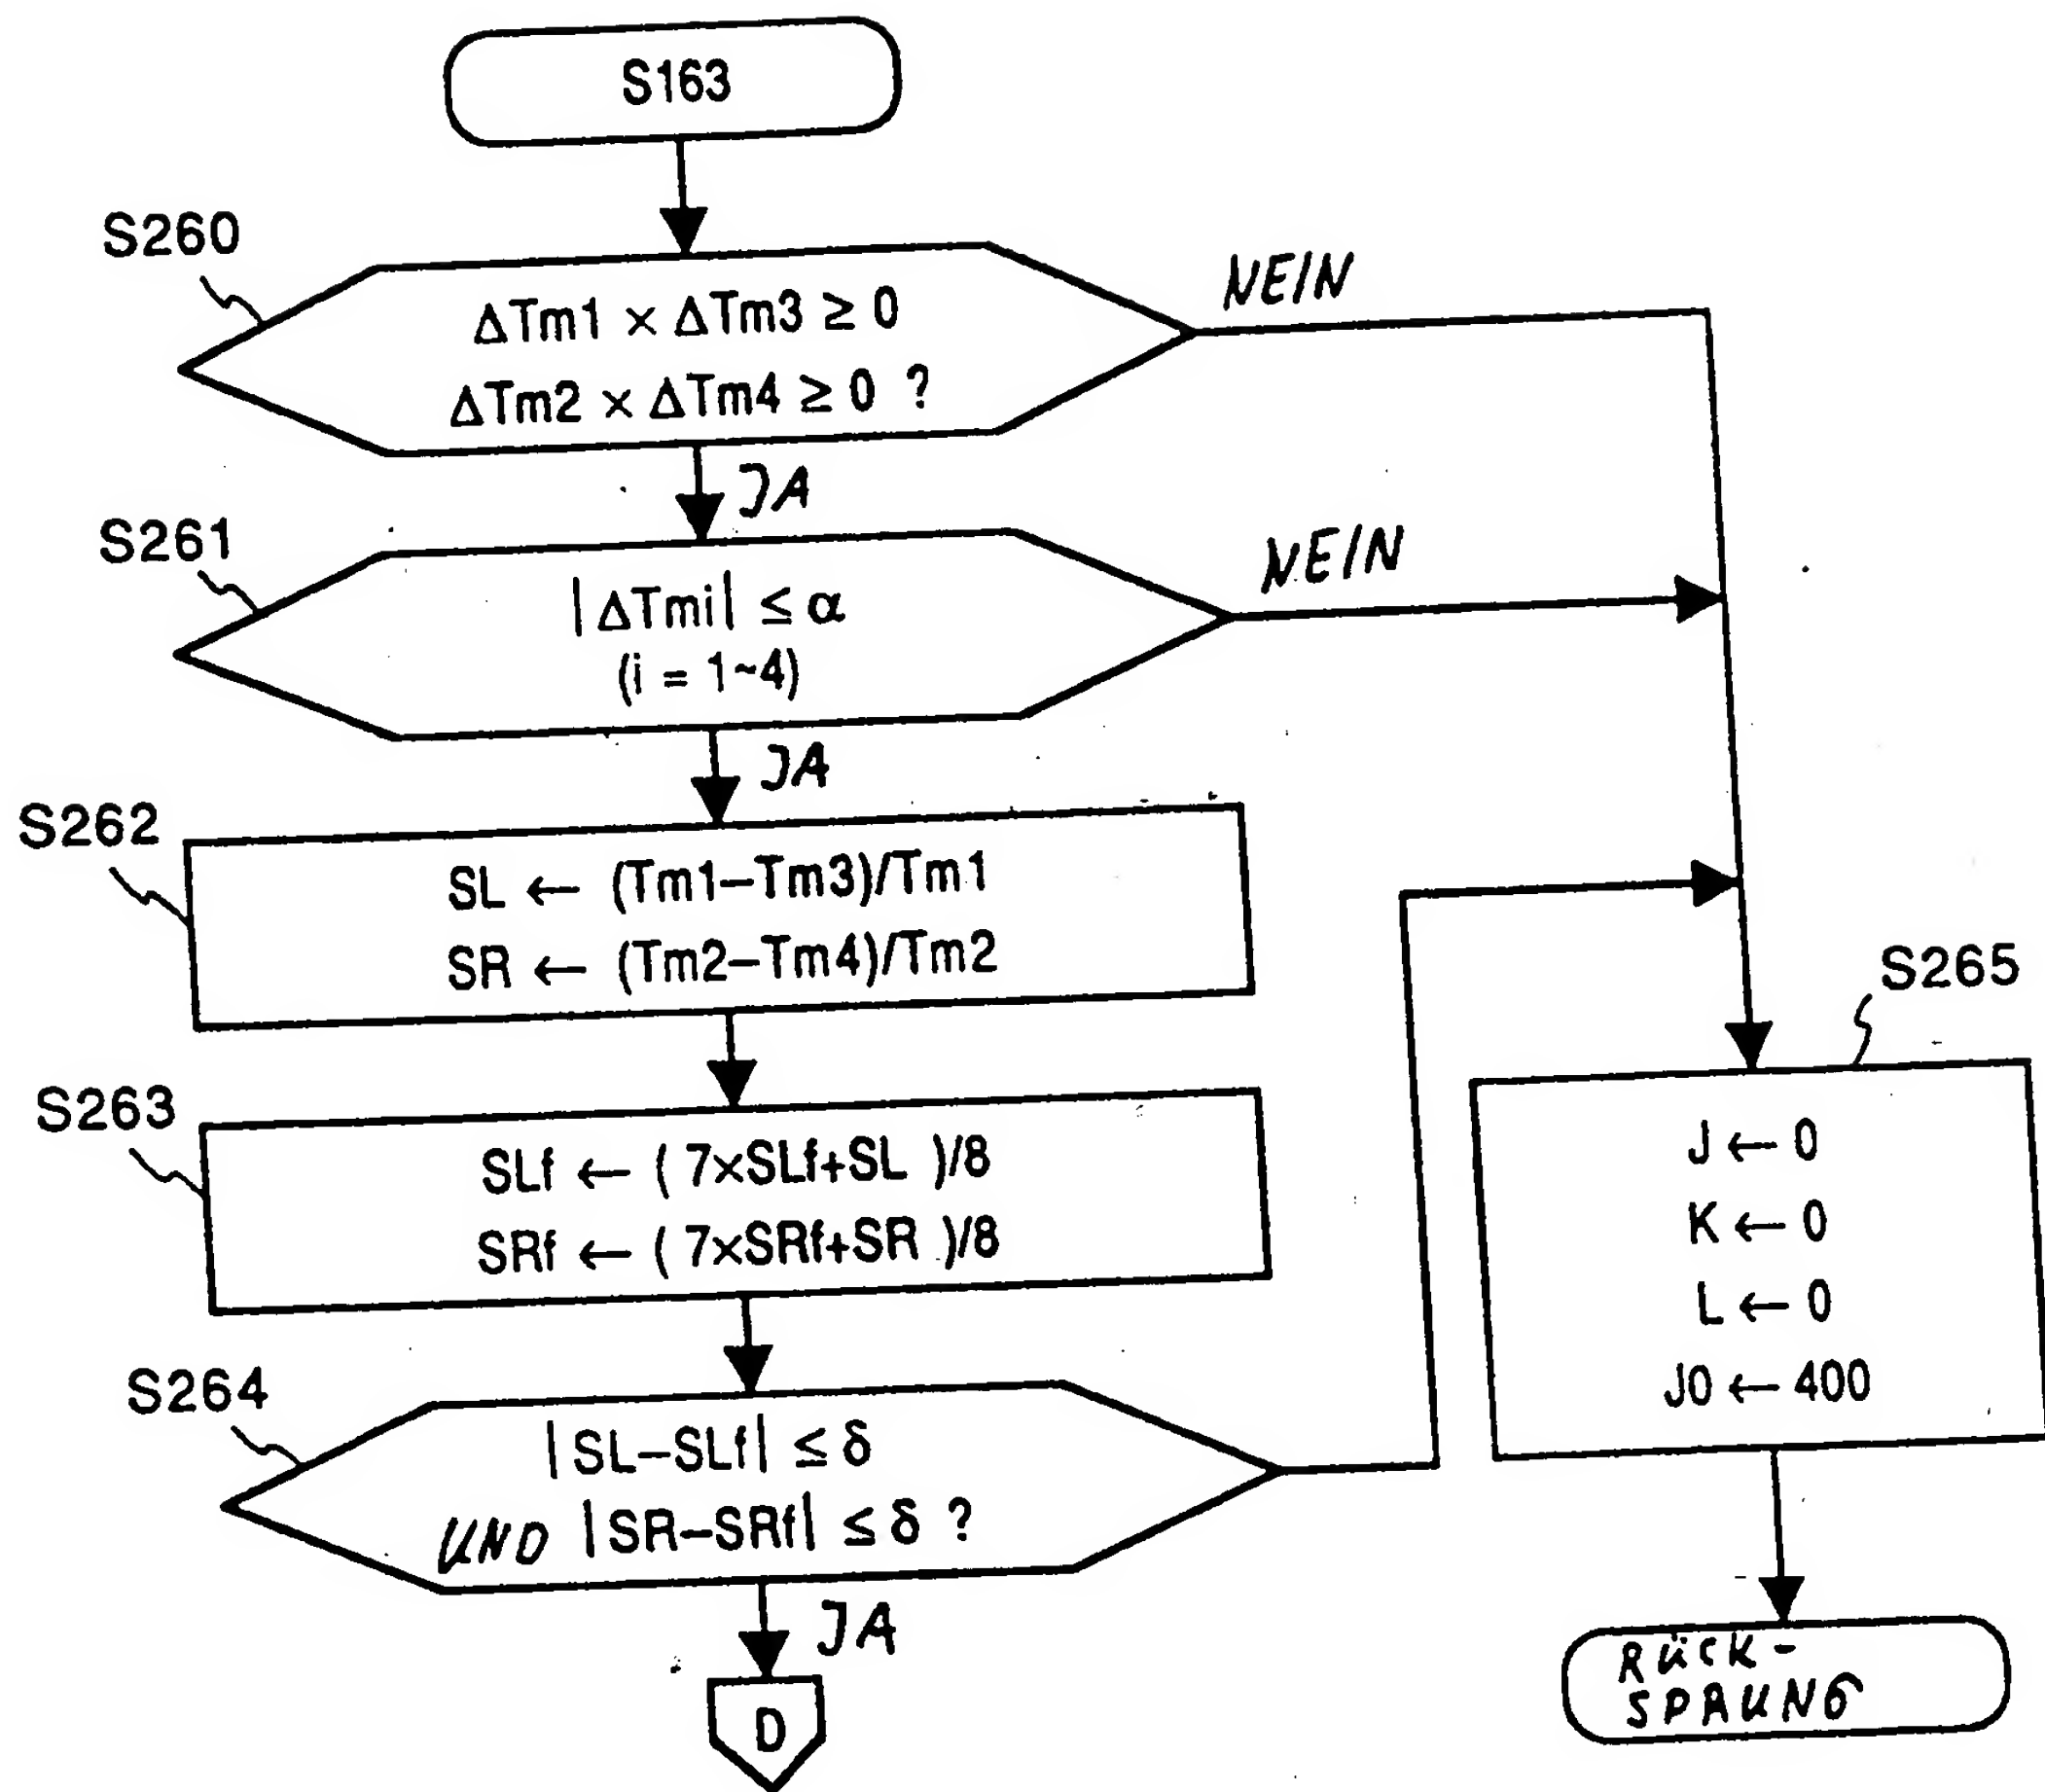 S163
S260
ΔTm1 × ΔTm3 ≥ 0
ΔTm2 × ΔTm4 ≥ 0 ?
NEIN
JA
S261
|ΔTmi| ≤ α
(i = 1~4)
NEIN
JA
S262
SL ← (Tm1–Tm3)/Tm1
SR ← (Tm2–Tm4)/Tm2
S263
SLf ← ( 7×SLf+SL )/8
SRf ← ( 7×SRf+SR )/8
S264
|SL–SLf| ≤ δ
UND |SR–SRf| ≤ δ ?
JA
D
S265
J ← 0
K ← 0
L ← 0
J0 ← 400
RÜCK-
SPAUNG